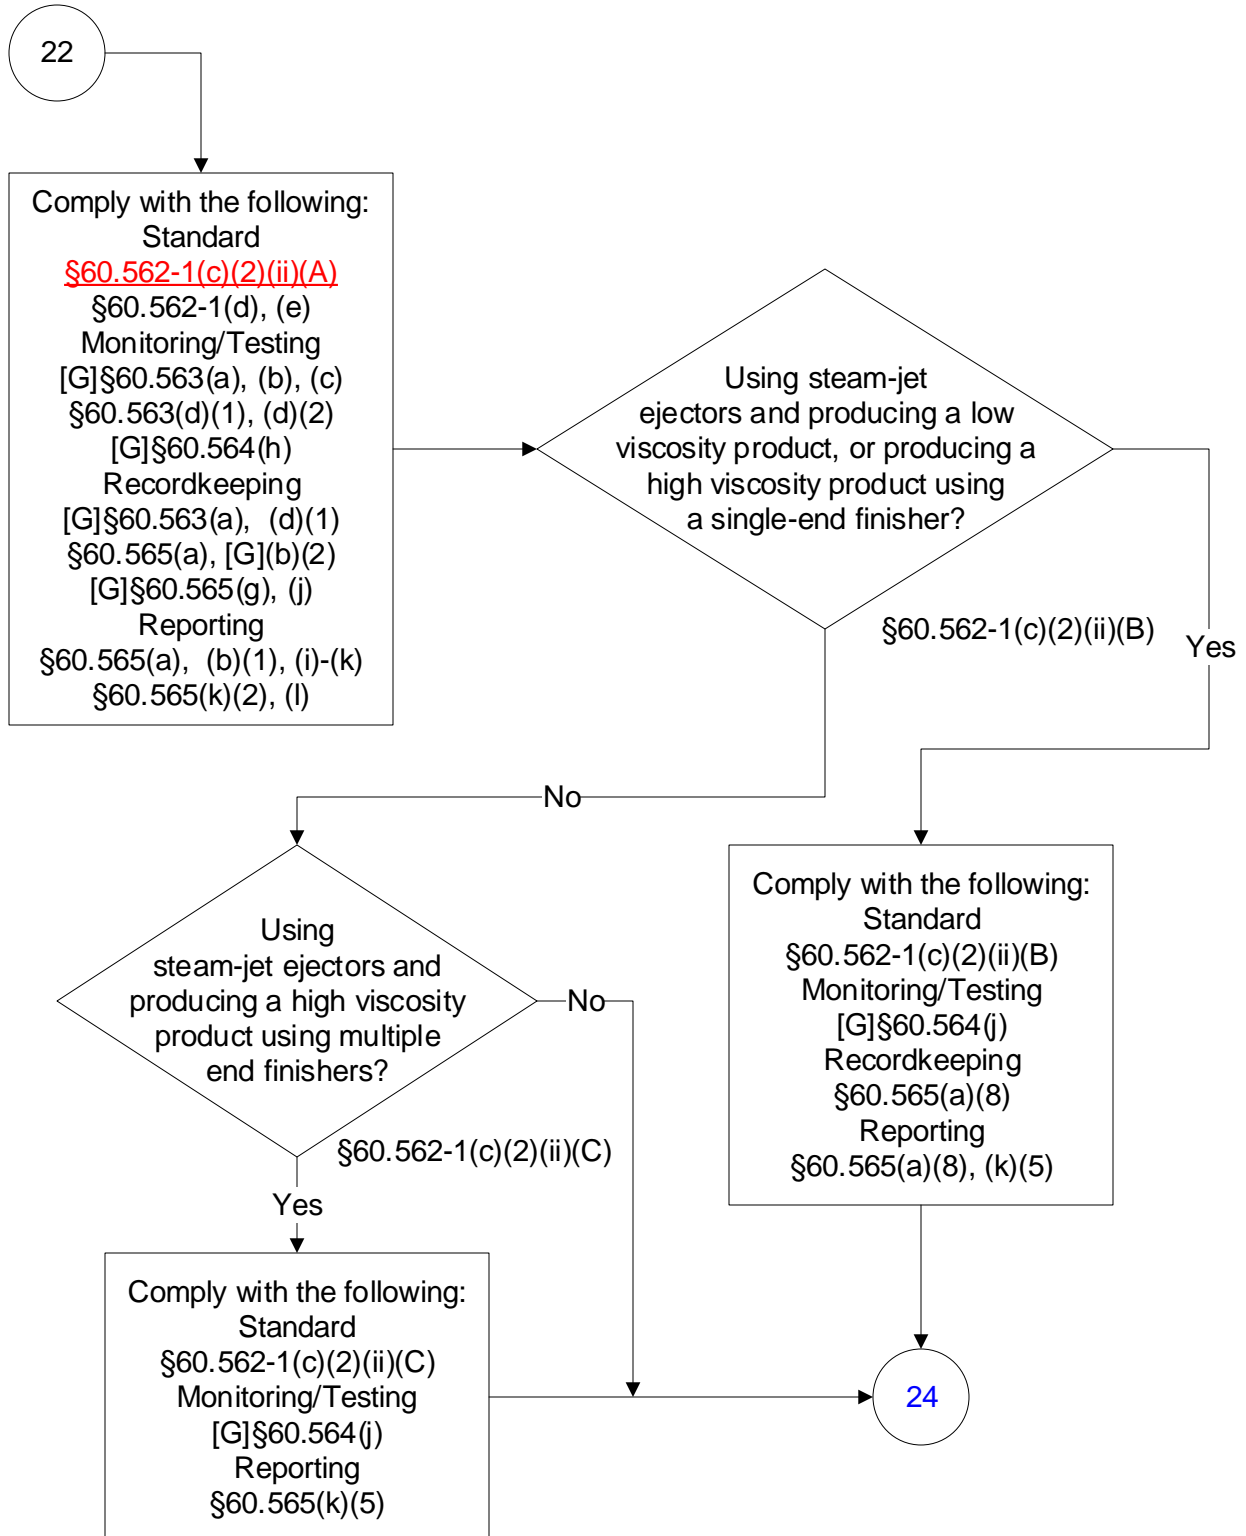 22
Comply with the following:
Standard
§60.562-1(c)(2)(ii)(A)
§60.562-1(d), (e)
Monitoring/Testing
[G]§60.563(a), (b), (c)
§60.563(d)(1), (d)(2)
[G]§60.564(h)
Recordkeeping
[G]§60.563(a), (d)(1)
§60.565(a), [G](b)(2)
[G]§60.565(g), (j)
Reporting
§60.565(a), (b)(1), (i)-(k)
§60.565(k)(2), (l)
Using steam-jet
ejectors and producing a low
viscosity product, or producing a
high viscosity product using
a single-end finisher?
§60.562-1(c)(2)(ii)(B)
Yes
No
Using
steam-jet ejectors and
producing a high viscosity
product using multiple
end finishers?
No
§60.562-1(c)(2)(ii)(C)
Yes
Comply with the following:
Standard
§60.562-1(c)(2)(ii)(B)
Monitoring/Testing
[G]§60.564(j)
Recordkeeping
§60.565(a)(8)
Reporting
§60.565(a)(8), (k)(5)
Comply with the following:
Standard
§60.562-1(c)(2)(ii)(C)
Monitoring/Testing
[G]§60.564(j)
Reporting
§60.565(k)(5)
24